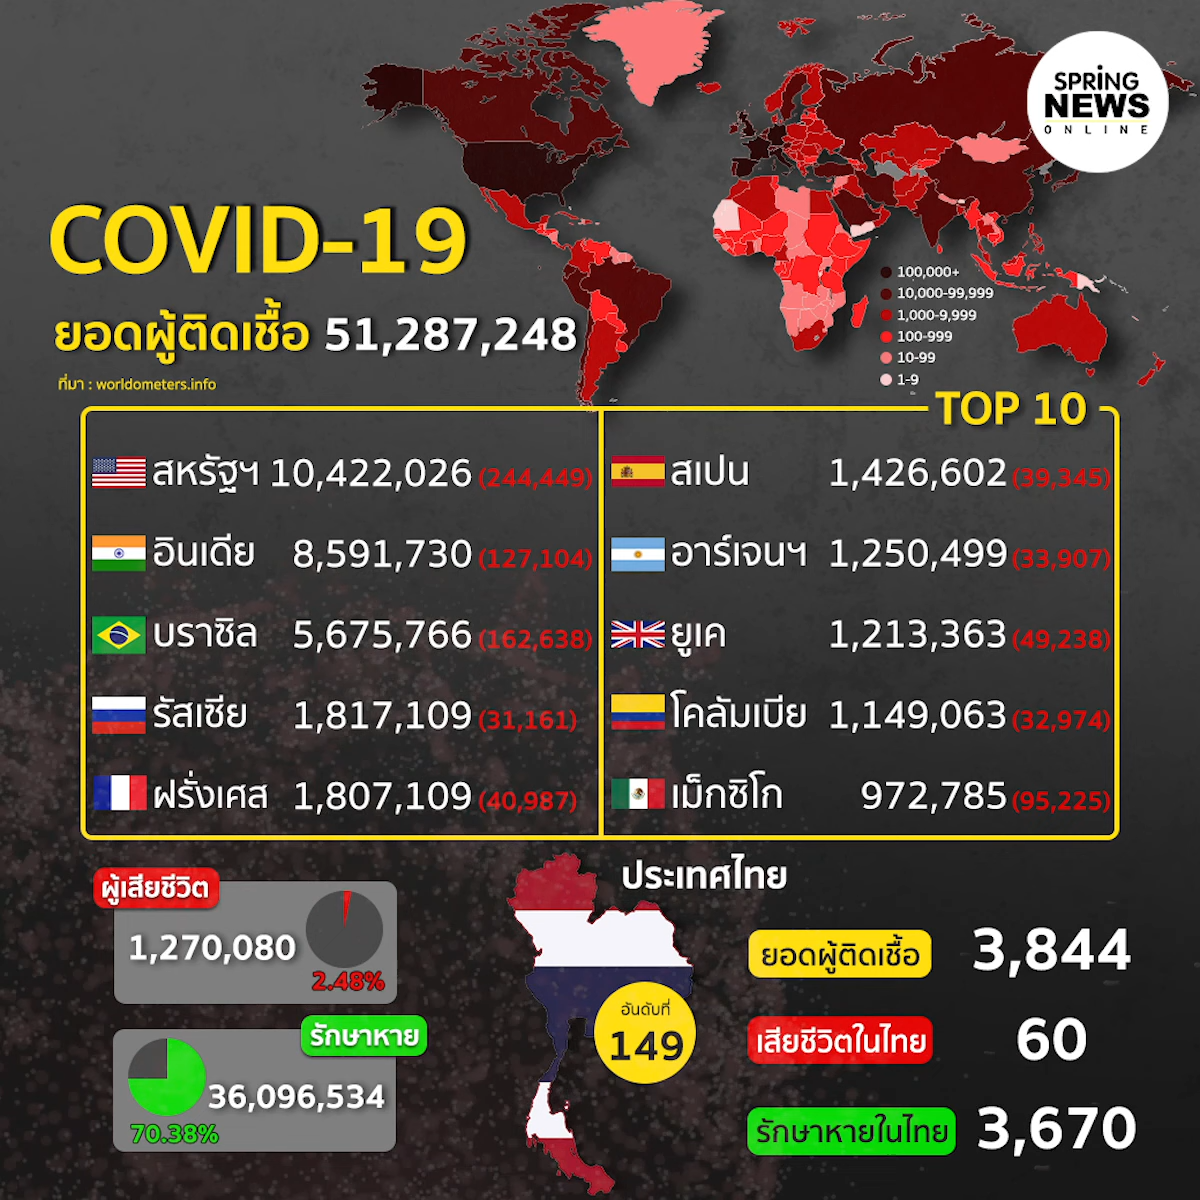 SPRING
NEWS
ONLINE
COVID-19
ยอดผู้ติดเชื้อ 51,287,248
ที่มา : worldometers.info
100,000+
10,000-99,999
1,000-9,999
100-999
10-99
1-9
TOP 10
สหรัฐฯ 10,422,026 (244,449)
อินเดีย 8,591,730 (127,104)
บราซิล 5,675,766 (162,638)
รัสเซีย 1,817,109 (31,161)
ฝรั่งเศส 1,807,109 (40,987)
สเปน 1,426,602 (39,345)
อาร์เจนฯ 1,250,499 (33,907)
ยูเค 1,213,363 (49,238)
โคลัมเบีย 1,149,063 (32,974)
เม็กซิโก 972,785 (95,225)
ผู้เสียชีวิต
1,270,080
2.48%
รักษาหาย
36,096,534
70.38%
ประเทศไทย
อันดับที่
149
ยอดผู้ติดเชื้อ 3,844
เสียชีวิตในไทย 60
รักษาหายในไทย 3,670